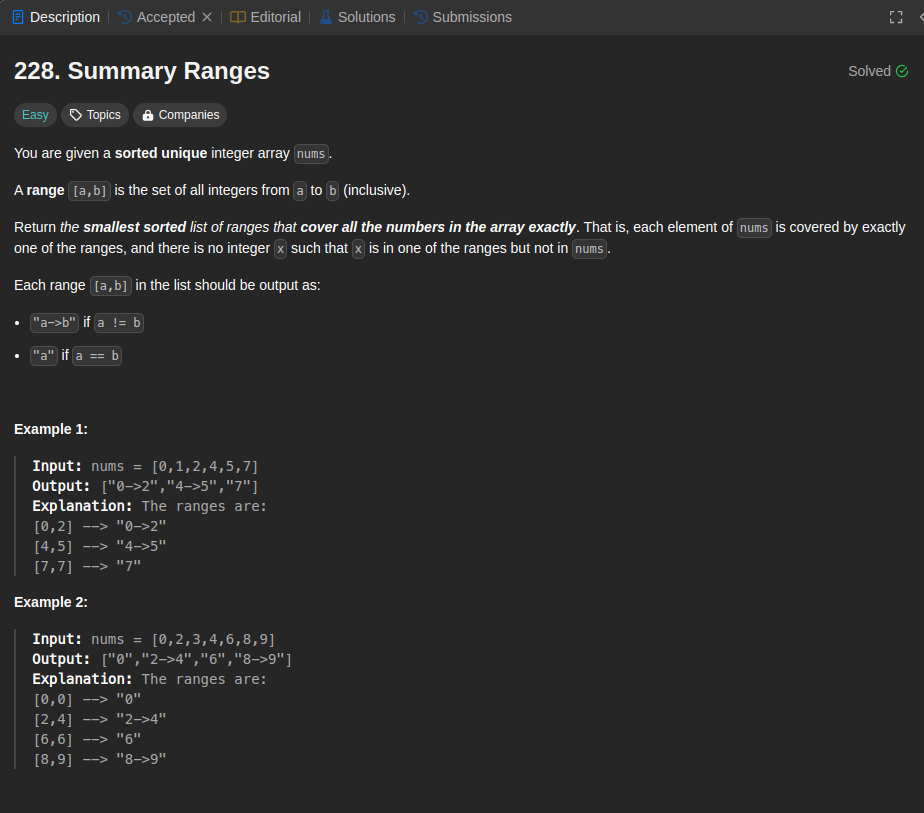 Description Accepted Editorial Solutions Submissions
228. Summary Ranges
Solved
Easy Topics Companies
You are given a sorted unique integer array nums.
A range [a,b] is the set of all integers from a to b (inclusive).
Return the smallest sorted list of ranges that cover all the numbers in the array exactly. That is, each element of nums is covered by exactly
one of the ranges, and there is no integer x such that x is in one of the ranges but not in nums.
Each range [a,b] in the list should be output as:
• "a->b" if a != b
• "a" if a == b
Example 1:
Input: nums = [0,1,2,4,5,7]
Output: ["0->2","4->5","7"]
Explanation: The ranges are:
[0,2] --> "0->2"
[4,5] --> "4->5"
[7,7] --> "7"
Example 2:
Input: nums = [0,2,3,4,6,8,9]
Output: ["0","2->4","6","8->9"]
Explanation: The ranges are:
[0,0] --> "0"
[2,4] --> "2->4"
[6,6] --> "6"
[8,9] --> "8->9"